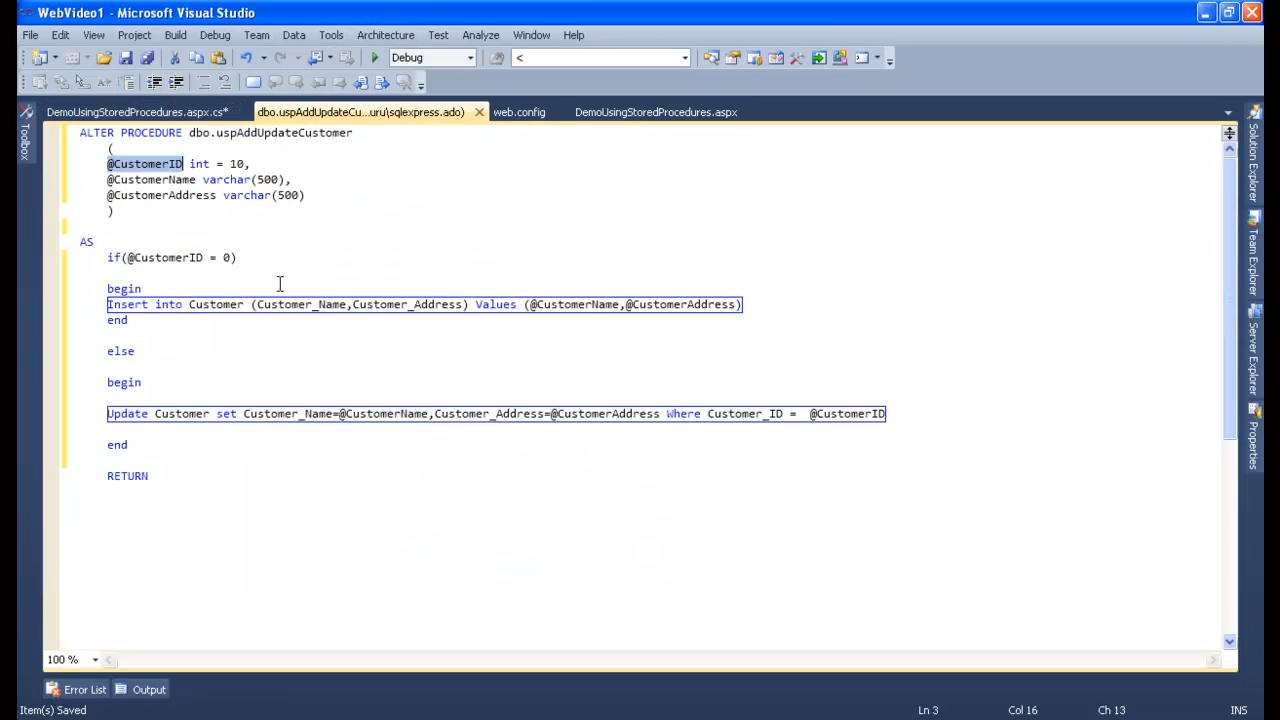 WebVideo1 - Microsoft Visual Studio
File Edit View Project Build Debug Team Data Tools Architecture Test Analyze Window Help
Debug <
DemoUsingStoredProcedures.aspx.cs* dbo.uspAddUpdateCu...uru\sqlexpress.ado) web.config DemoUsingStoredProcedures.aspx
Toolbox
ALTER PROCEDURE dbo.uspAddUpdateCustomer
(
@CustomerID int = 10,
@CustomerName varchar(500),
@CustomerAddress varchar(500)
)
AS
if(@CustomerID = 0)
begin
Insert into Customer (Customer_Name,Customer_Address) Values (@CustomerName,@CustomerAddress)
end
else
begin
Update Customer set Customer_Name=@CustomerName,Customer_Address=@CustomerAddress Where Customer_ID =  @CustomerID
end
RETURN
Solution Explorer
Team Explorer
Server Explorer
Properties
100 %
Error List Output
Item(s) Saved Ln 3 Col 16 Ch 13 INS